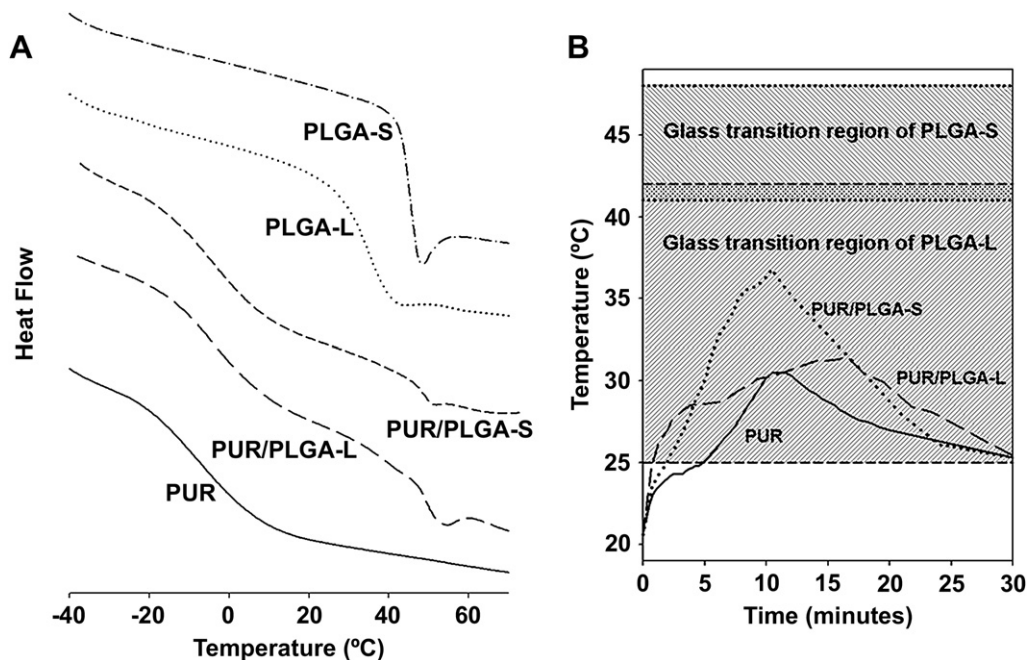 A
PLGA-S
PLGA-L
PUR/PLGA-S
PUR/PLGA-L
PUR
Heat Flow
-40 -20 0 20 40 60
Temperature (ºC)
B
Glass transition region of PLGA-S
Glass transition region of PLGA-L
PUR/PLGA-S
PUR/PLGA-L
PUR
Temperature (ºC)
45
40
35
30
25
20
0 5 10 15 20 25 30
Time (minutes)